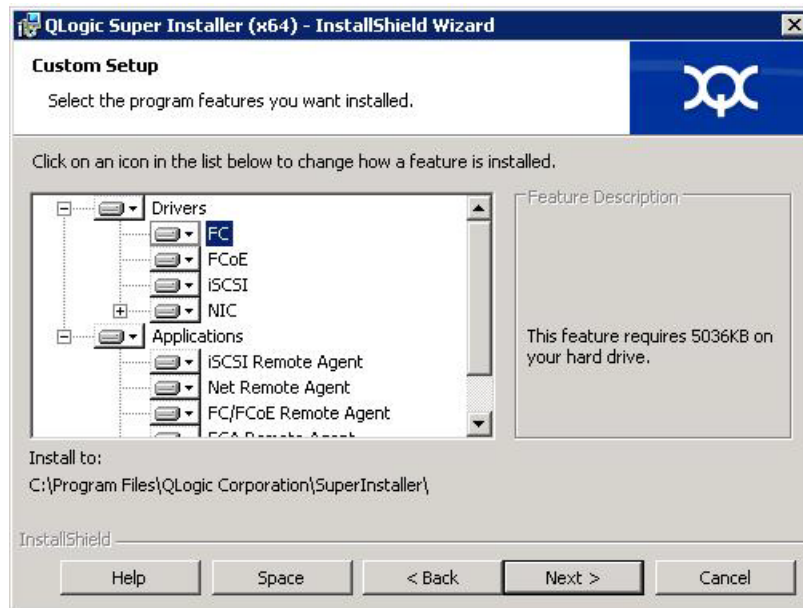 QLogic Super Installer (x64) - InstallShield Wizard
Custom Setup
Select the program features you want installed.
Click on an icon in the list below to change how a feature is installed.
Drivers
FC
FCoE
iSCSI
NIC
Applications
iSCSI Remote Agent
Net Remote Agent
FC/FCoE Remote Agent
Feature Description
This feature requires 5036KB on
your hard drive.
Install to:
C:\Program Files\QLogic Corporation\SuperInstaller\
InstallShield
Help
Space
< Back
Next >
Cancel